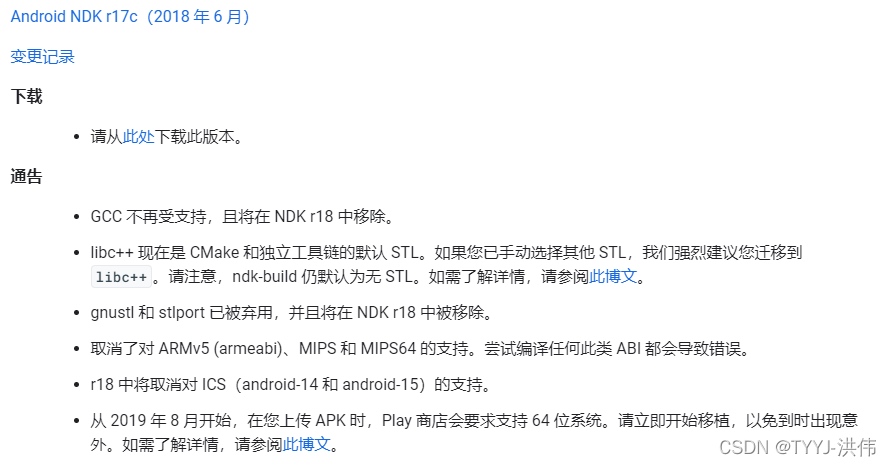 Android NDK r17c（2018 年 6 月）
变更记录
下载
• 请从此处下载此版本。
通告
• GCC 不再受支持，且将在 NDK r18 中移除。
• libc++ 现在是 CMake 和独立工具链的默认 STL。如果您已手动选择其他 STL，我们强烈建议您迁移到
libc++。请注意，ndk-build 仍默认为无 STL。如需了解详情，请参阅此博文。
• gnustl 和 stlport 已被弃用，并且将在 NDK r18 中被移除。
• 取消了对 ARMv5 (armeabi)、MIPS 和 MIPS64 的支持。尝试编译任何此类 ABI 都会导致错误。
• r18 中将取消对 ICS（android-14 和 android-15）的支持。
• 从 2019 年 8 月开始，在您上传 APK 时，Play 商店会要求支持 64 位系统。请立即开始移植，以免到时出现意
外。如需了解详情，请参阅此博文。
CSDN @TYYJ-洪伟